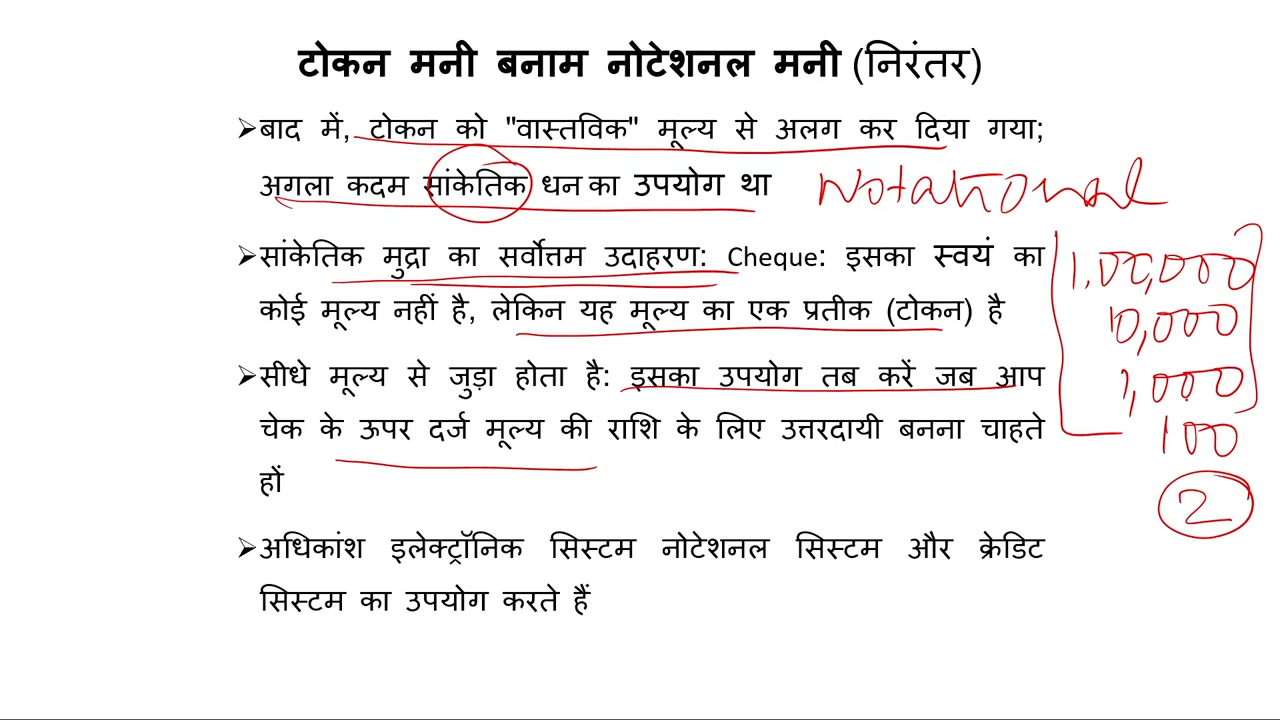 टोकन मनी बनाम नोटेशनल मनी (निरंतर)
➢बाद में, टोकन को "वास्तविक" मूल्य से अलग कर दिया गया;
अगला कदम सांकेतिक धन का उपयोग था
Notational
➢सांकेतिक मुद्रा का सर्वोत्तम उदाहरण: Cheque: इसका स्वयं का
कोई मूल्य नहीं है, लेकिन यह मूल्य का एक प्रतीक (टोकन) है
➢सीधे मूल्य से जुड़ा होता है: इसका उपयोग तब करें जब आप
चेक के ऊपर दर्ज मूल्य की राशि के लिए उत्तरदायी बनना चाहते
हों
➢अधिकांश इलेक्ट्रॉनिक सिस्टम नोटेशनल सिस्टम और क्रेडिट
सिस्टम का उपयोग करते हैं
1,00,000
10,000
1,000
100
2